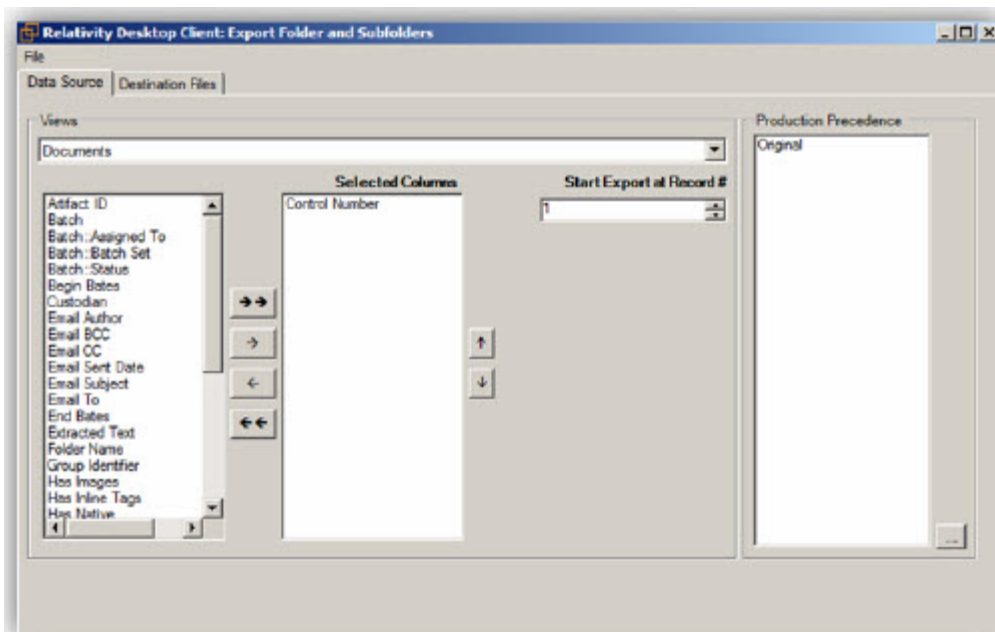 Relativity Desktop Client: Export Folder and Subfolders
File
Data Source
Destination Files
Views
Documents
Artifact ID
Batch
Batch::Assigned To
Batch::Batch Set
Batch::Status
Begin Bates
Custodian
Email Author
Email BCC
Email CC
Email Sent Date
Email Subject
Email To
End Bates
Extracted Text
Folder Name
Group Identifier
Has Images
Has Inline Tags
Has Native
Selected Columns
Control Number
Start Export at Record #
1
Production Precedence
Original
...